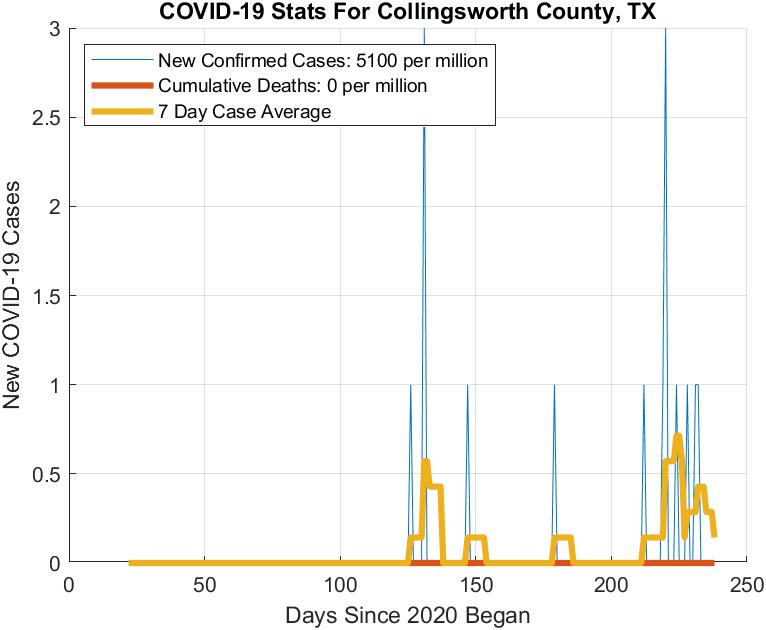 COVID-19 Stats For Collingsworth County, TX
New COVID-19 Cases
3
2.5
2
1.5
1
0.5
0
New Confirmed Cases: 5100 per million
Cumulative Deaths: 0 per million
7 Day Case Average
0
50
100
150
200
250
Days Since 2020 Began